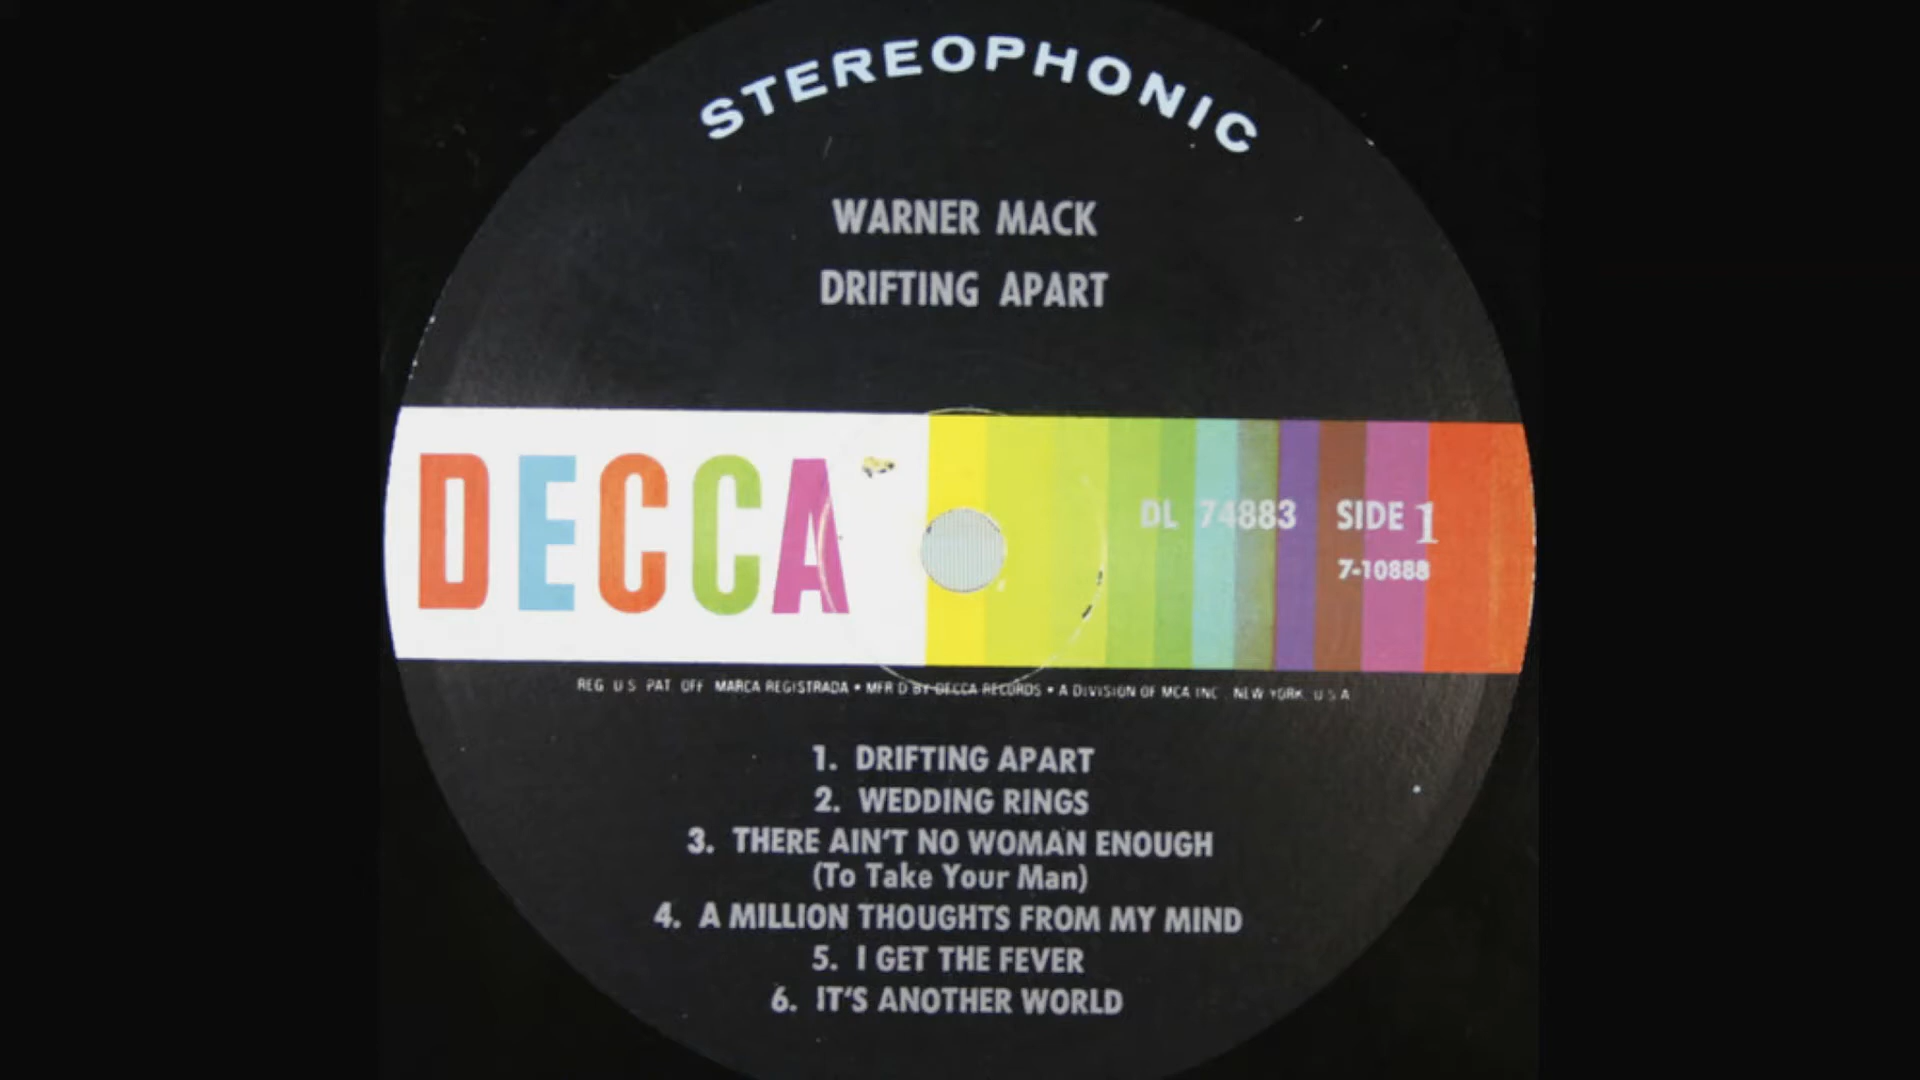 STEREOPHONIC
WARNER MACK
DRIFTING APART
DECCA
DL 74883 SIDE 1
7-10888
REG. U S PAT. OFF. MARCA REGISTRADA • MFR D BY DECCA RECORDS • A DIVISION OF MCA INC., NEW YORK, U S A
1. DRIFTING APART
2. WEDDING RINGS
3. THERE AIN'T NO WOMAN ENOUGH
(To Take Your Man)
4. A MILLION THOUGHTS FROM MY MIND
5. I GET THE FEVER
6. IT'S ANOTHER WORLD